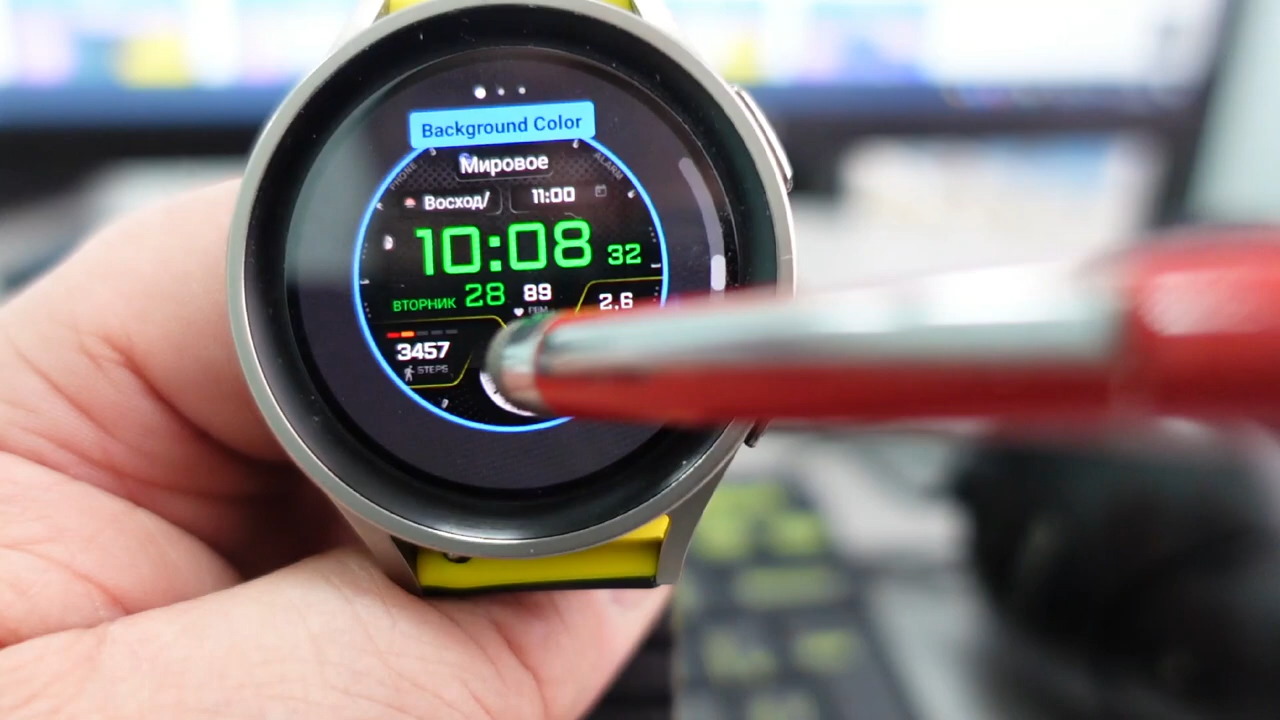 Background Color
Мировое
PHONE
ALARM
Восход/
11:00
10:08 32
ВТОРНИК 28
89
2,6
3457
STEPS